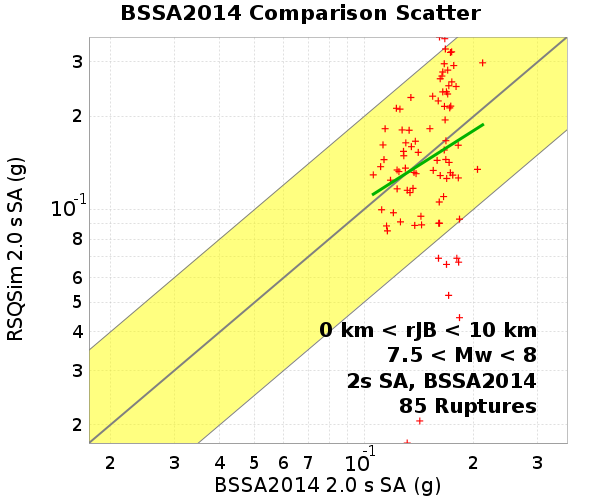 BSSA2014 Comparison Scatter
RSQSim 2.0 s SA (g)
3
2
10-1
8
6
5
4
3
2
0 km < rJB < 10 km
7.5 < Mw < 8
2s SA, BSSA2014
85 Ruptures
2 3 4 5 6 7 8 10-1 2 3
BSSA2014 2.0 s SA (g)